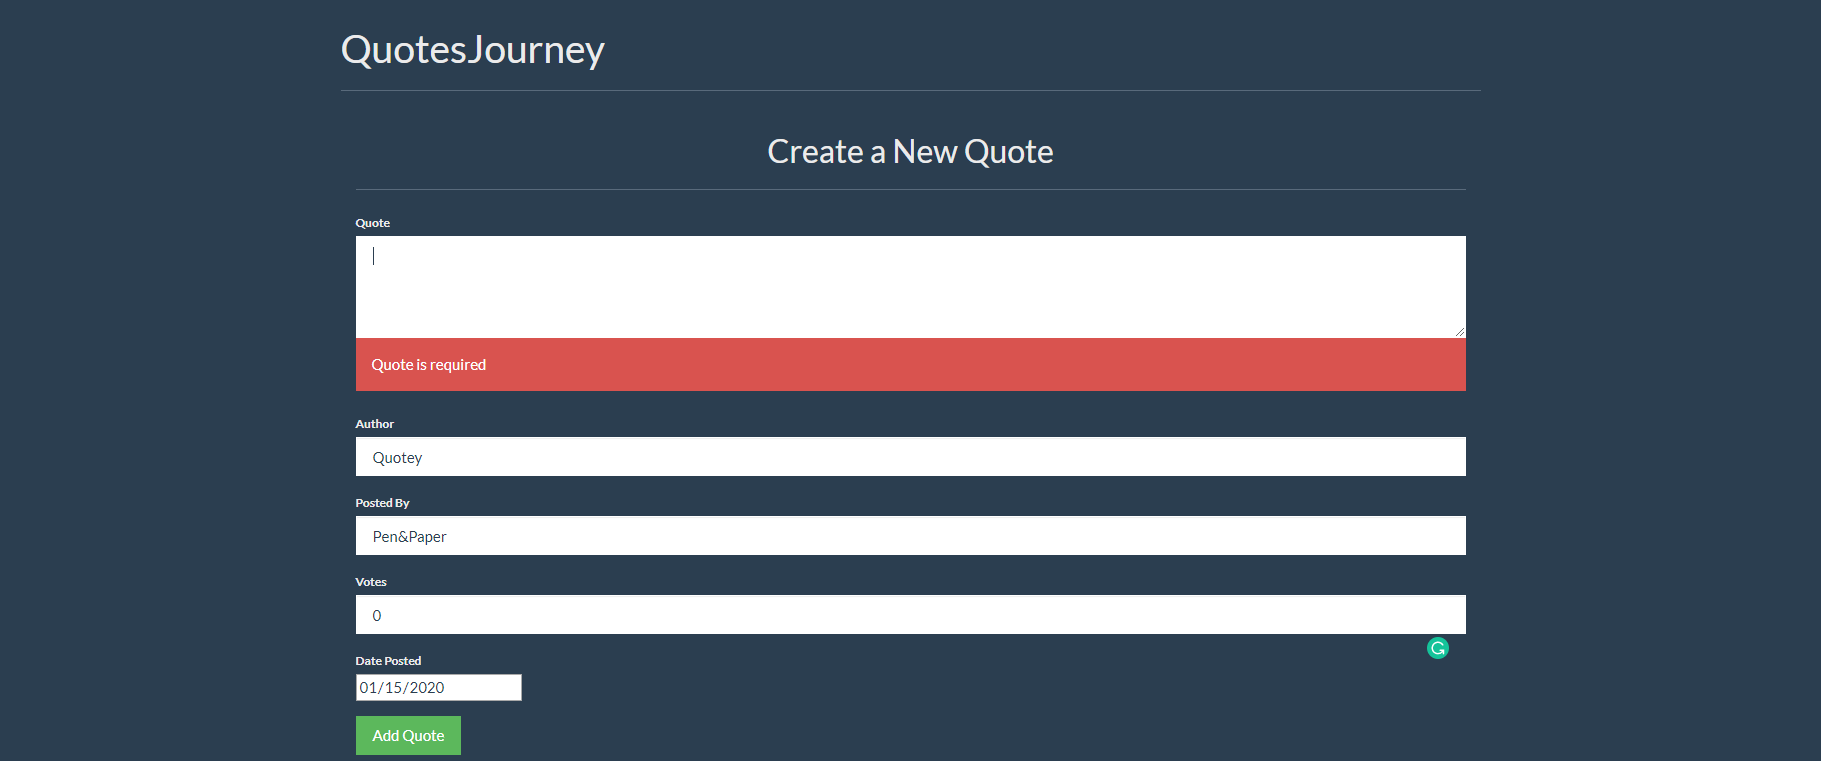 QuotesJourney
Create a New Quote
Quote
Quote is required
Author
Quotey
Posted By
Pen&Paper
Votes
0
Date Posted
01/15/2020
Add Quote